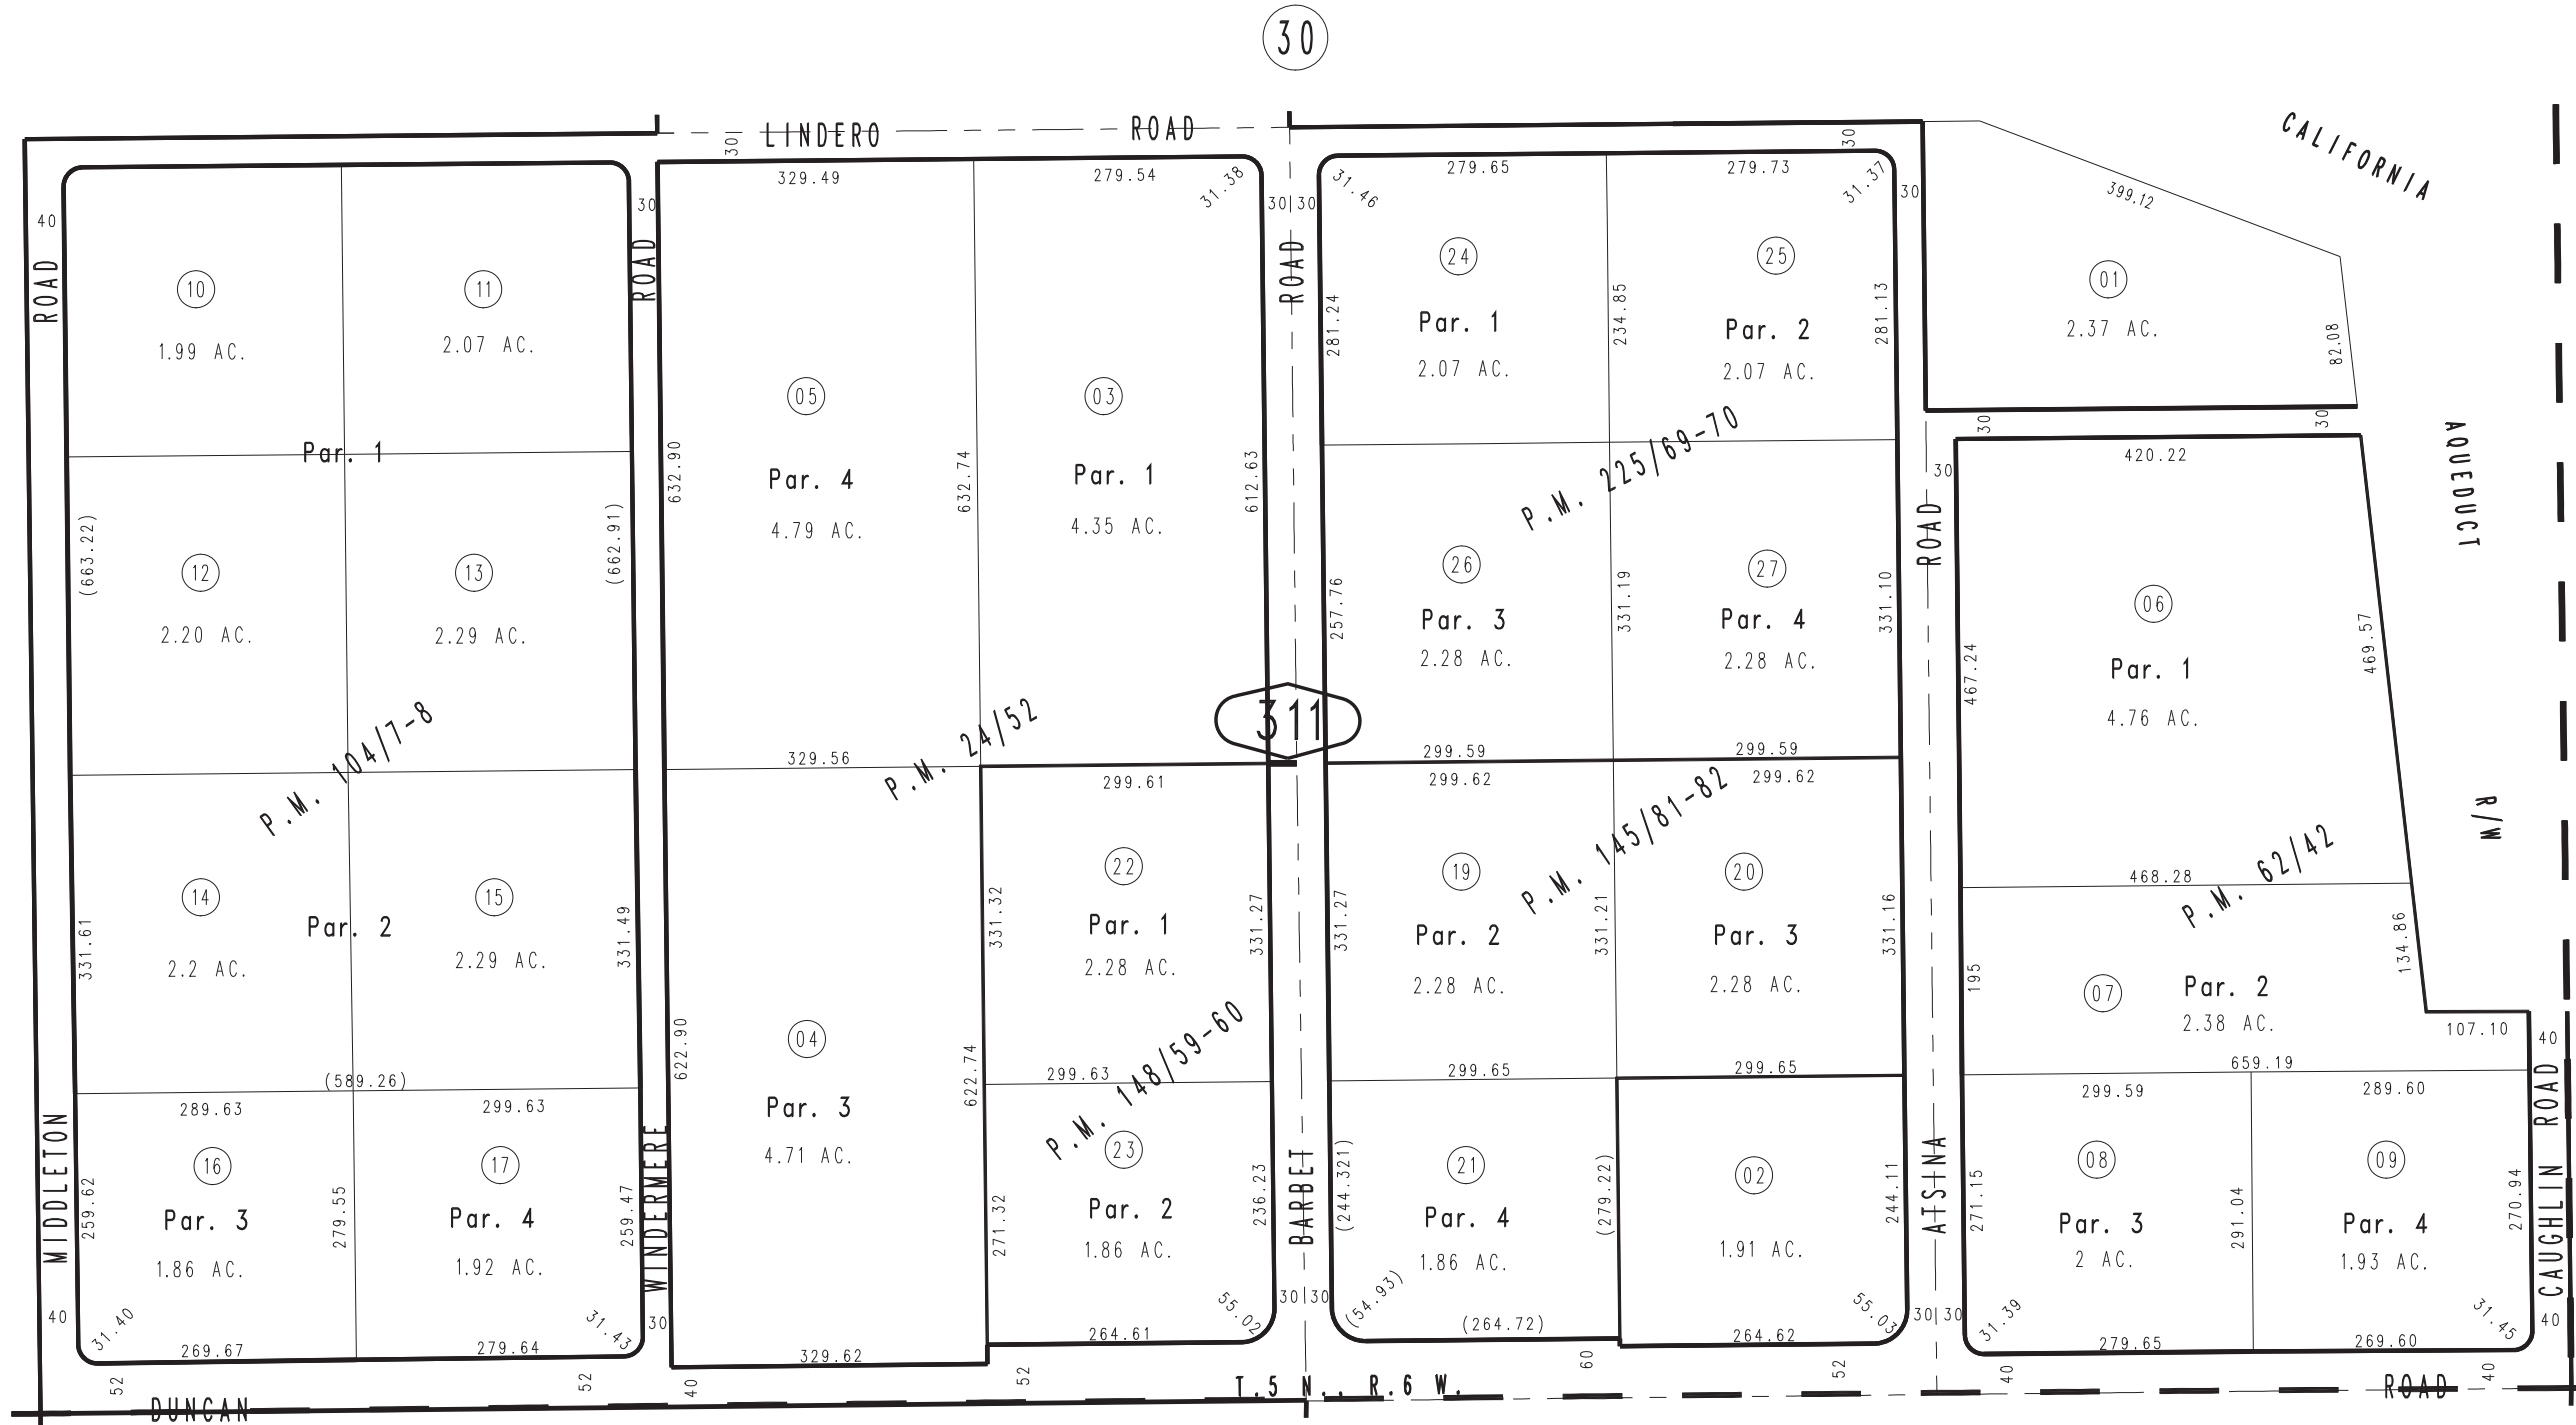 30
LINDERO ROAD
30
30
CALIFORNIA
AQUEDUCT
R/W
ROAD
40
10
1.99 AC.
11
2.07 AC.
Par. 1
(663.22)
(662.91)
12
2.20 AC.
13
2.29 AC.
P.M. 104/7-8
14
2.2 AC.
Par. 2
15
2.29 AC.
331.61
331.49
(589.26)
289.63
299.63
16
Par. 3
1.86 AC.
17
Par. 4
1.92 AC.
259.62
279.55
259.47
31.40
31.43
269.67
279.64
MIDDLETON
40
52
52
DUNCAN
30
ROAD
WINDERMERE
30
329.49
279.54
31.38
05
Par. 4
4.79 AC.
03
Par. 1
4.35 AC.
632.90
632.74
612.63
329.56
P.M. 24/52
299.61
04
Par. 3
4.71 AC.
622.90
622.74
329.62
40
22
Par. 1
2.28 AC.
331.32
331.27
P.M. 148/59-60
299.63
23
Par. 2
1.86 AC.
271.32
236.23
55.02
264.61
52
30 30
ROAD
311
BARBET
30 30
T.5 N., R.6 W.
31.46
279.65
279.73
31.37
24
Par. 1
2.07 AC.
25
Par. 2
2.07 AC.
281.24
234.85
281.13
P.M. 225/69-70
26
Par. 3
2.28 AC.
27
Par. 4
2.28 AC.
257.76
331.19
331.10
299.59
299.59
299.62
299.62
P.M. 145/81-82
19
Par. 2
2.28 AC.
20
Par. 3
2.28 AC.
331.27
331.21
331.16
299.65
299.65
21
Par. 4
1.86 AC.
(244.321)
(279.22)
(54.93)
(264.72)
60
02
1.91 AC.
244.11
55.03
264.62
52
30
01
2.37 AC.
399.12
82.08
30
30
30
ROAD
ATSINA
30 30
420.22
06
Par. 1
4.76 AC.
467.24
469.57
468.28
P.M. 62/42
07
Par. 2
2.38 AC.
195
134.86
107.10
659.19
299.59
289.60
08
Par. 3
2 AC.
09
Par. 4
1.93 AC.
271.15
291.04
270.94
31.39
31.45
279.65
269.60
40
CAUGHLIN ROAD
40
40
40
ROAD